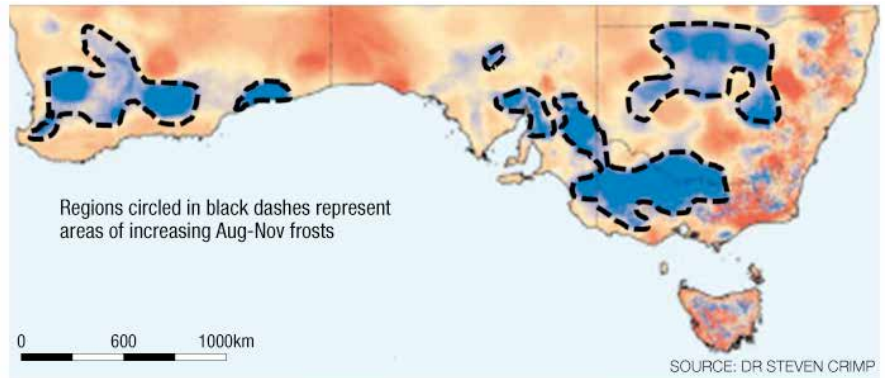 Regions circled in black dashes represent
areas of increasing Aug-Nov frosts
0 600 1000km
SOURCE: DR STEVEN CRIMP